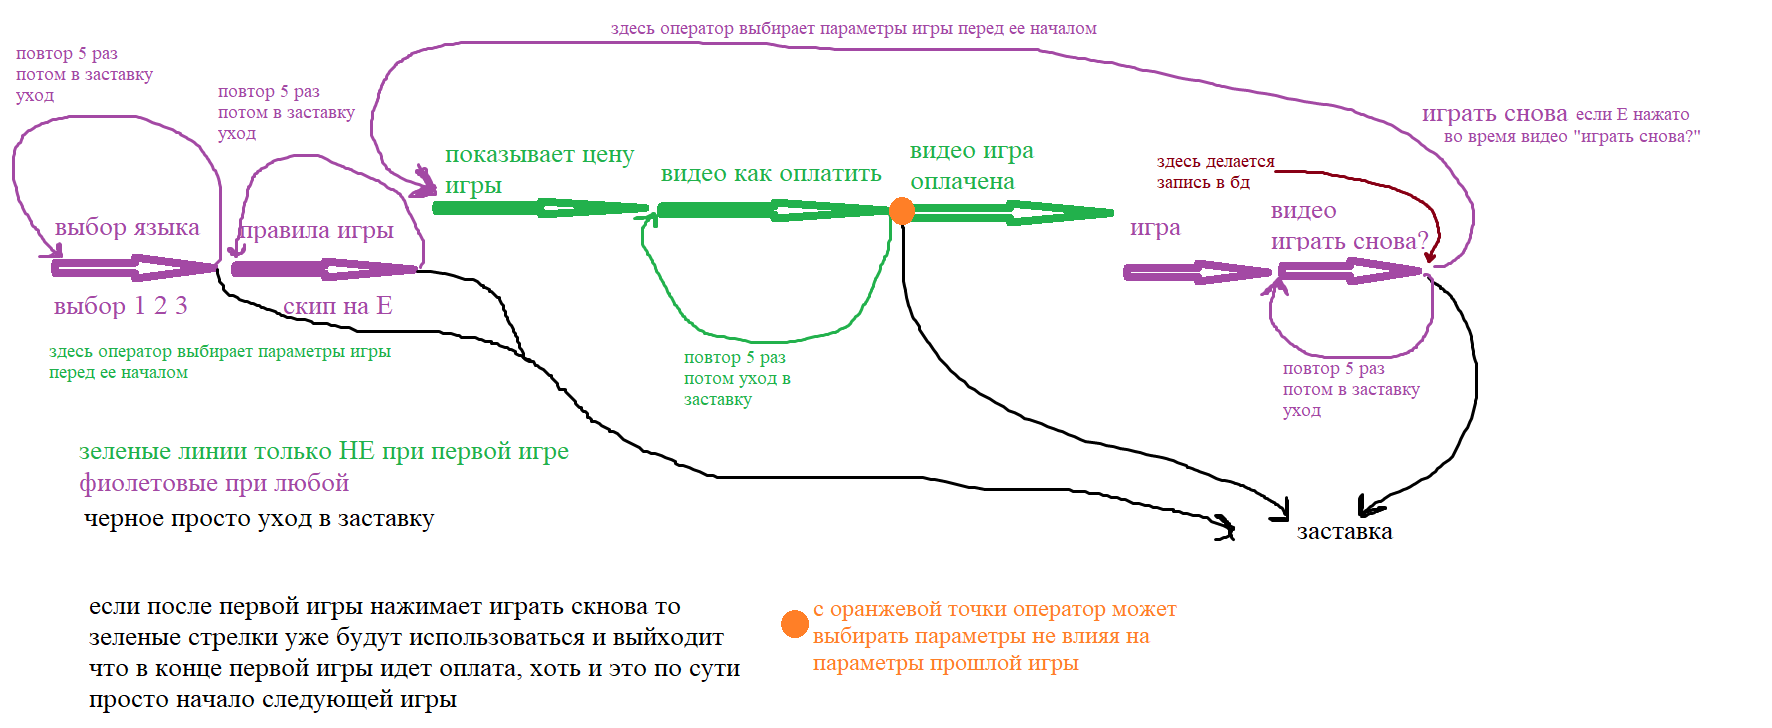 здесь оператор выбирает параметры игры перед ее началом
повтор 5 раз
потом в заставку
уход
повтор 5 раз
потом в заставку
уход
играть снова если Е нажато
во время видео "играть снова?"
показывает цену
игры
видео как оплатить
видео игра
оплачена
здесь делается
запись в бд
выбор языка
правила игры
игра
видео
играть снова?
выбор 1 2 3
скип на Е
здесь оператор выбирает параметры игры
перед ее началом
повтор 5 раз
потом уход в
заставку
повтор 5 раз
потом в заставку
уход
зеленые линии только НЕ при первой игре
фиолетовые при любой
черное просто уход в заставку
заставка
если после первой игры нажимает играть скнова то
зеленые стрелки уже будут использоваться и выйходит
что в конце первой игры идет оплата, хоть и это по сути
просто начало следующей игры
с оранжевой точки оператор может
выбирать параметры не влияя на
параметры прошлой игры